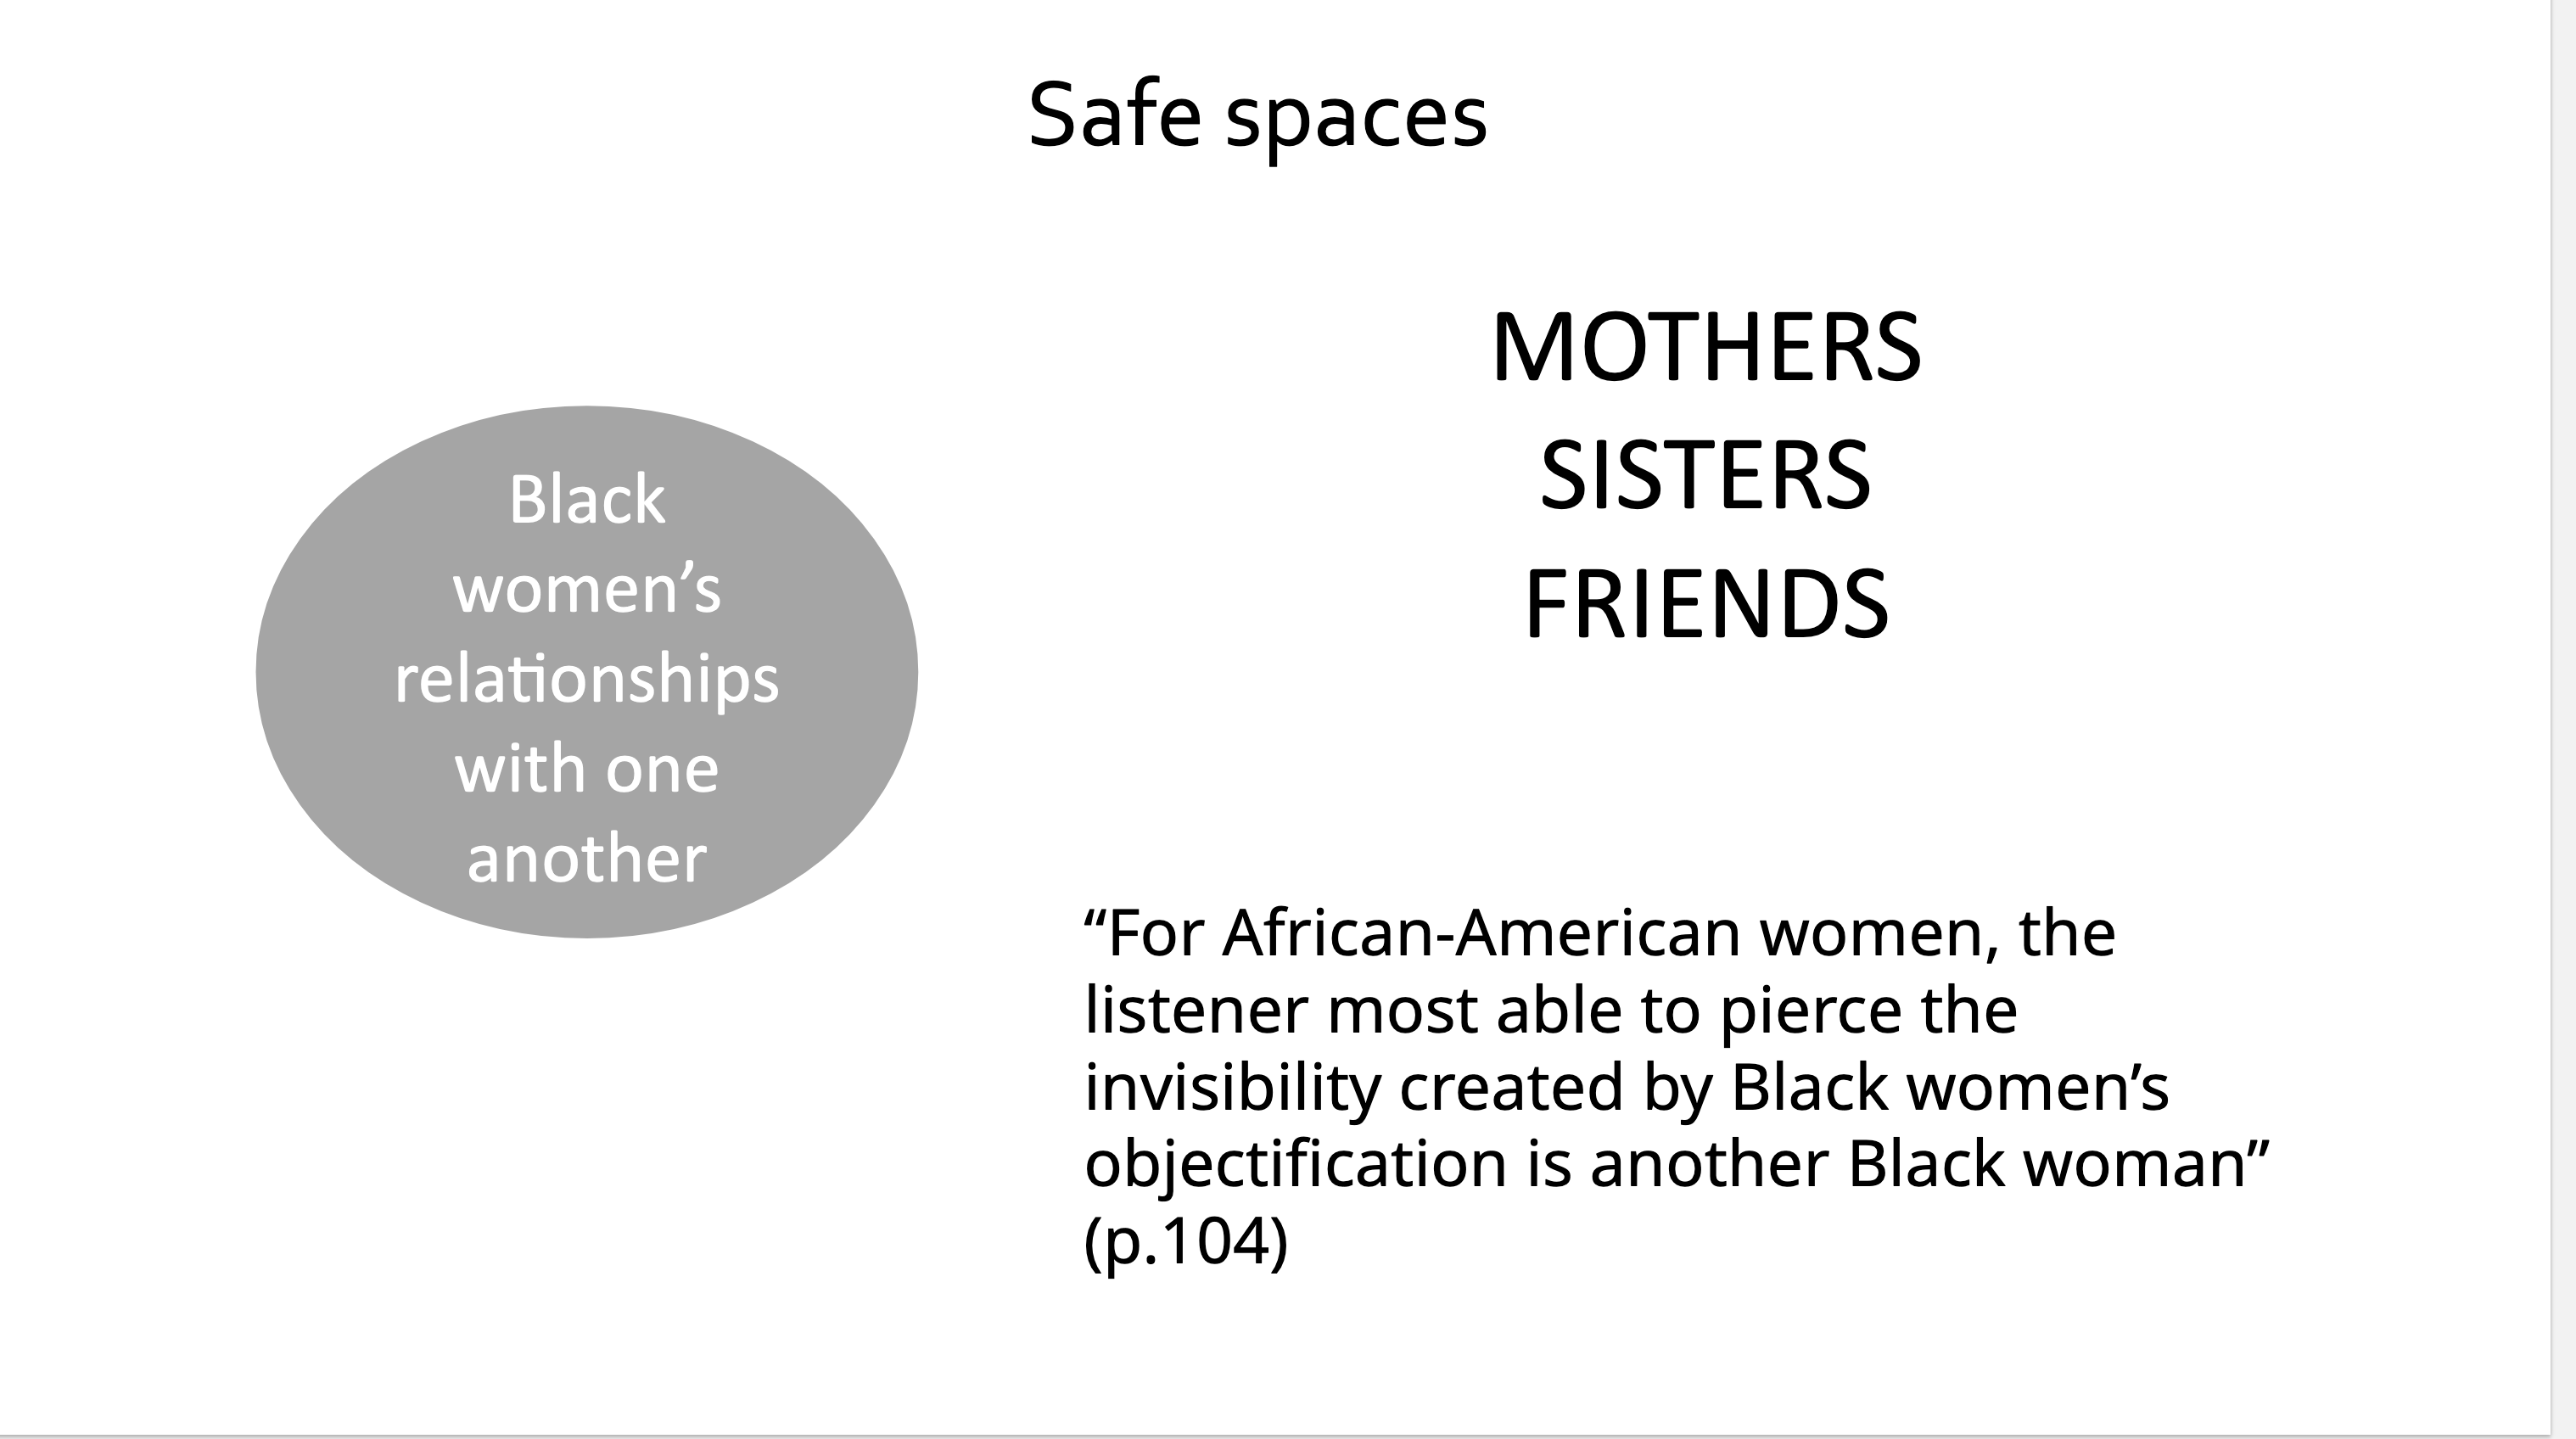 Safe spaces
Black
women’s
relationships
with one
another
MOTHERS
SISTERS
FRIENDS
“For African-American women, the
listener most able to pierce the
invisibility created by Black women’s
objectification is another Black woman”
(p.104)